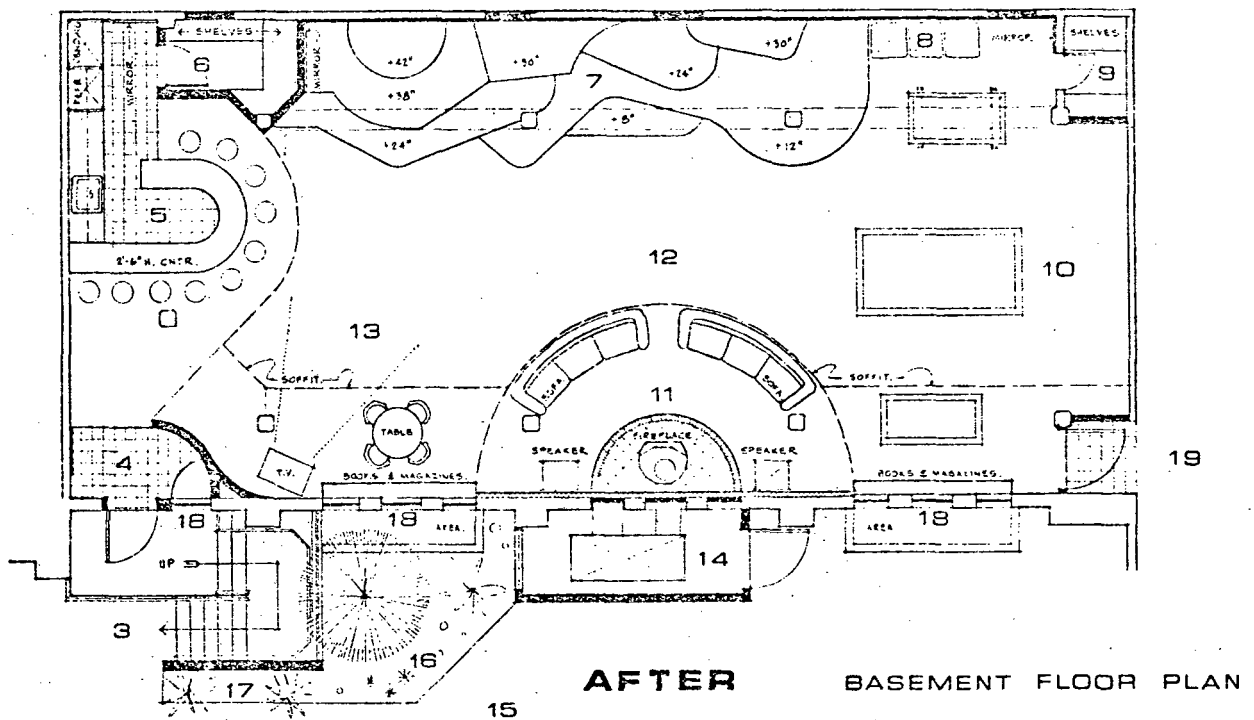 SHELVES
6
MIRROR
MIRROR
+42"
+38"
+30"
7
+24"
+30"
8
MIRROR
SHELVES
9
+24"
+6"
+12"
5
2'-6" H. CNTR.
12
10
13
SOFFIT.
SOFA
SOFA
SOFFIT.
11
TABLE
FIREPLACE
SPEAKER
SPEAKER
4
T.V.
BOOKS & MAGAZINES.
BOOKS & MAGAZINES.
19
18
18
AREA.
AREA
18
14
UP
3
16
17
AFTER
BASEMENT FLOOR PLAN
15